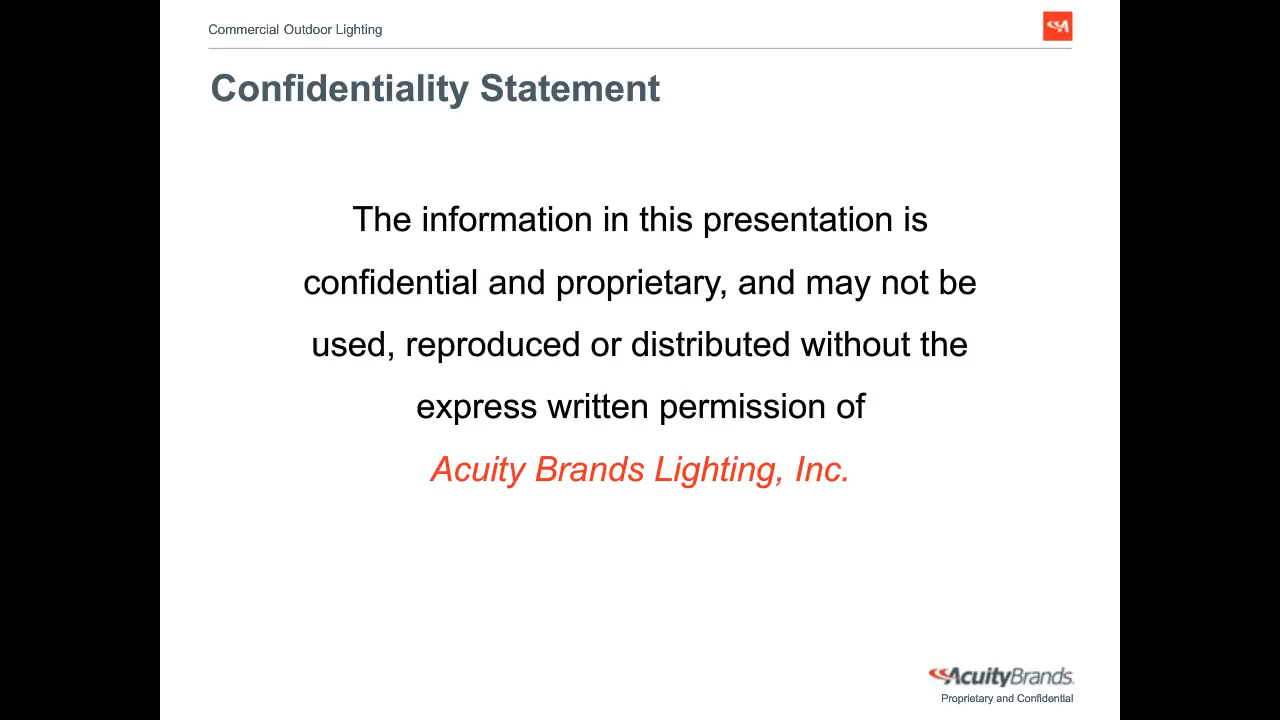 Commercial Outdoor Lighting
Confidentiality Statement
The information in this presentation is
confidential and proprietary, and may not be
used, reproduced or distributed without the
express written permission of
Acuity Brands Lighting, Inc.
AcuityBrands.
Proprietary and Confidential